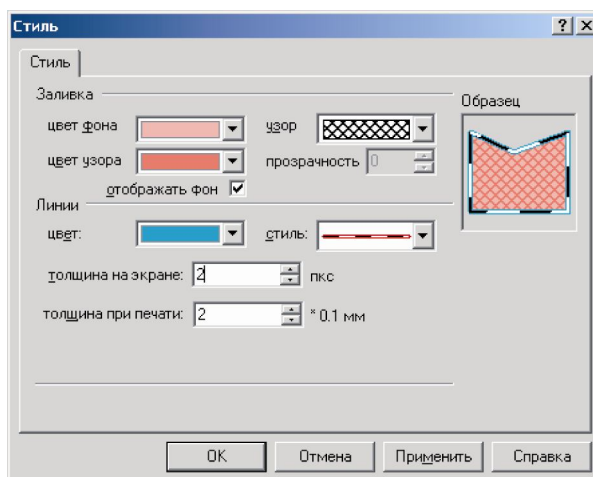 Стиль
Стиль
Заливка
Образец
цвет фона
узор
цвет узора
прозрачность 0
отображать фон
Линии
цвет:
стиль:
толщина на экране: 2 пкс
толщина при печати: 2 * 0.1 мм
OK Отмена Применить Справка